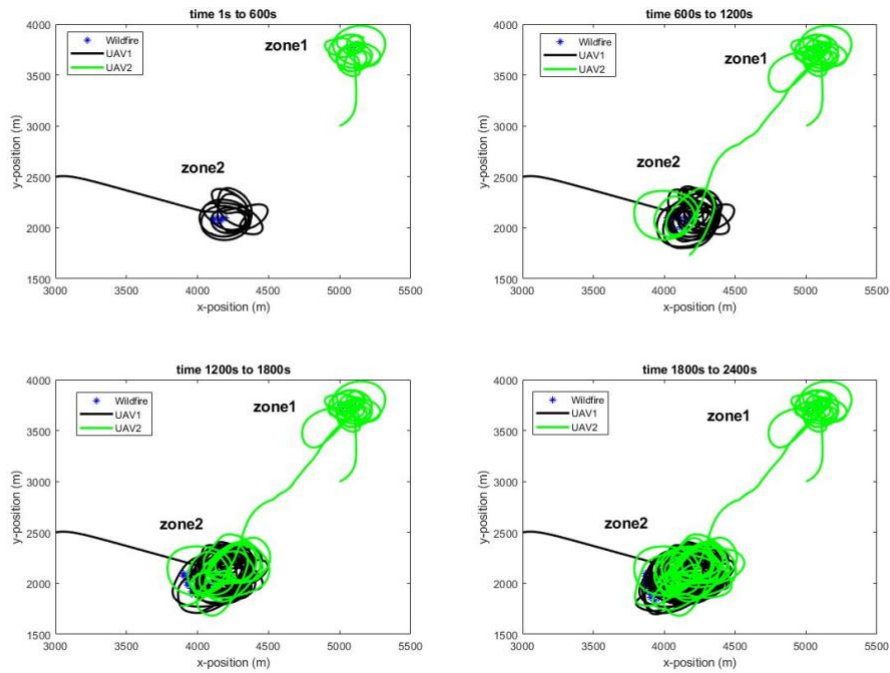 time 1s to 600s
4000
3500
3000
2500
2000
1500
3000
3500
4000
4500
5000
5500
y-position (m)
x-position (m)
Wildfire
UAV1
UAV2
zone1
zone2
time 600s to 1200s
4000
3500
3000
2500
2000
1500
3000
3500
4000
4500
5000
5500
y-position (m)
x-position (m)
Wildfire
UAV1
UAV2
zone1
zone2
time 1200s to 1800s
4000
3500
3000
2500
2000
1500
3000
3500
4000
4500
5000
5500
y-position (m)
x-position (m)
Wildfire
UAV1
UAV2
zone1
zone2
time 1800s to 2400s
4000
3500
3000
2500
2000
1500
3000
3500
4000
4500
5000
5500
y-position (m)
x-position (m)
Wildfire
UAV1
UAV2
zone1
zone2